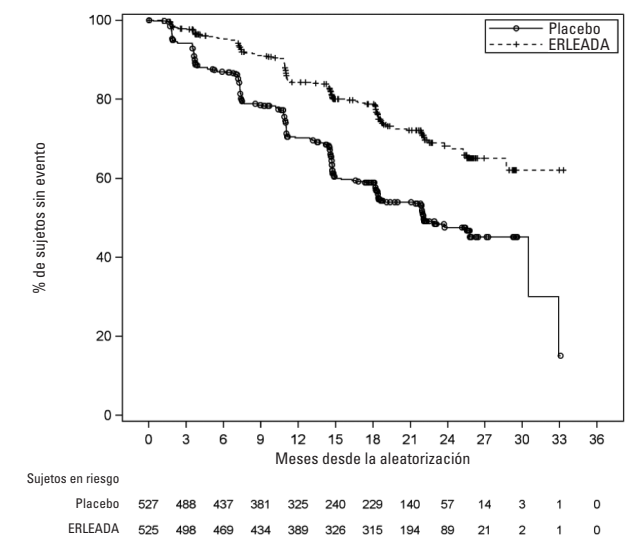 100
80
60
40
20
0
% de sujetos sin evento
Placebo
ERLEADA
0 3 6 9 12 15 18 21 24 27 30 33 36
Meses desde la aleatorización
Sujetos en riesgo
Placebo 527 488 437 381 325 240 229 140 57 14 3 1 0
ERLEADA 525 498 469 434 389 326 315 194 89 21 2 1 0